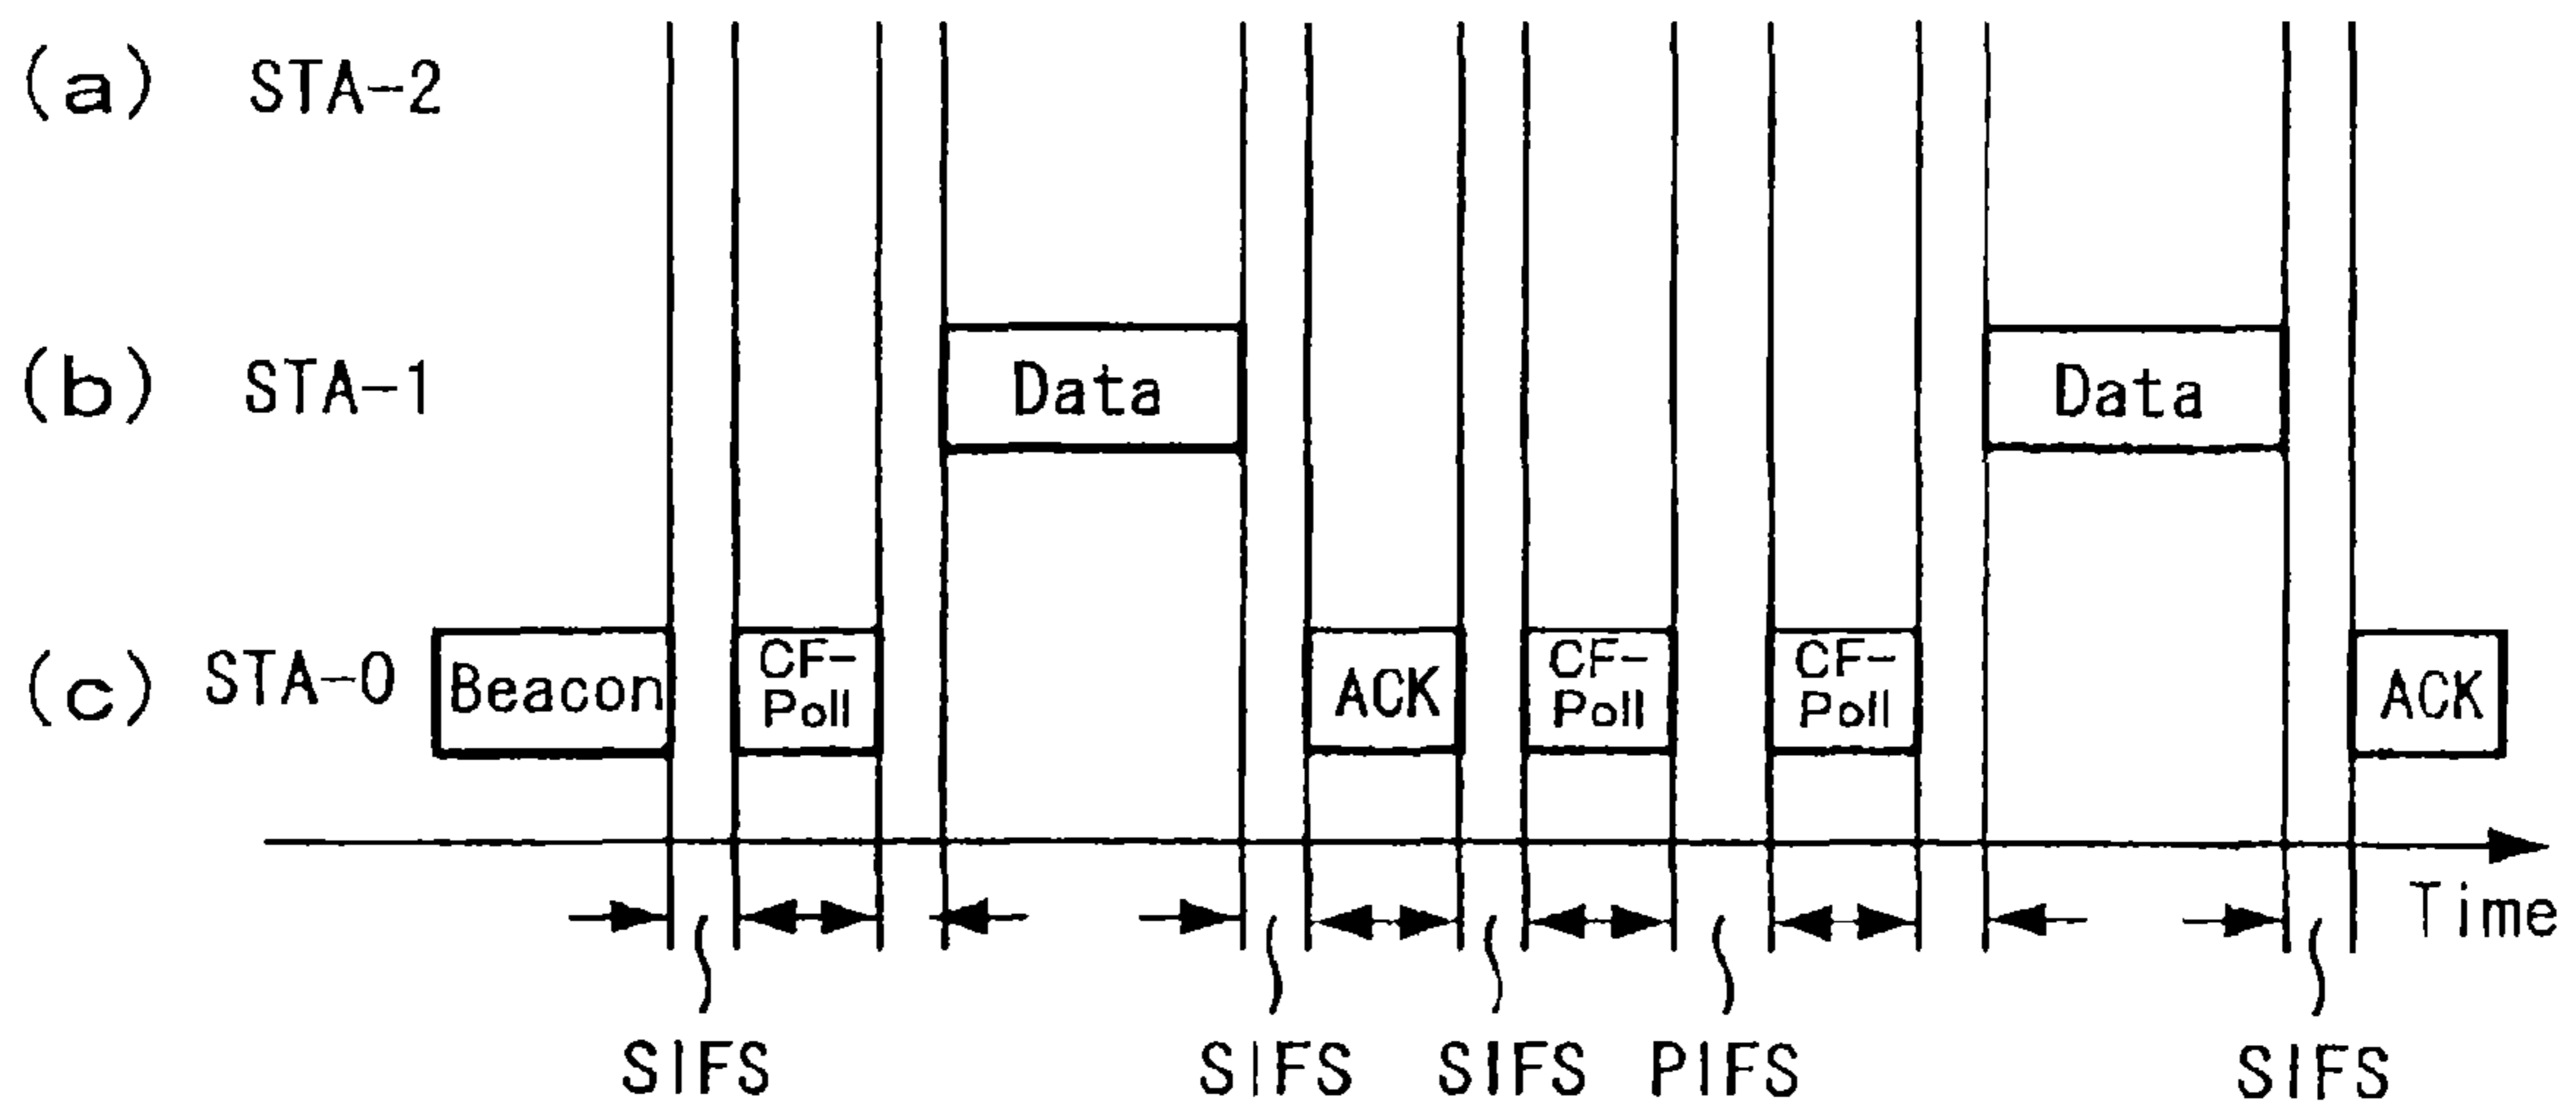 (a) STA-2
(b) STA-1 Data Data
(c) STA-0 Beacon CF-Poll ACK CF-Poll CF-Poll ACK
Time
SIFS SIFS SIFS PIFS SIFS